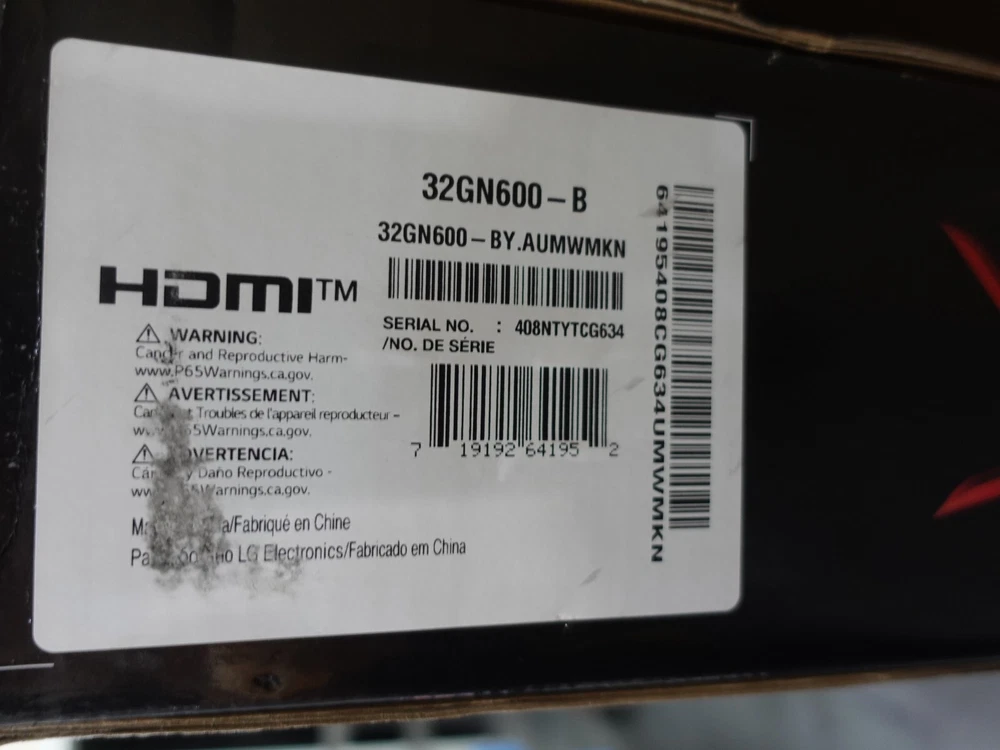 32GN600-B
32GN600-BY.AUMWMKN
HDMI™
SERIAL NO. : 408NTYTCG634
/NO. DE SÉRIE
⚠ WARNING:
and Reproductive Harm-
www.P65Warnings.ca.gov.
⚠ AVERTISSEMENT:
Troubles de l'appareil reproducteur -
5Warnings.ca.gov.
⚠
Daño Reproductivo -
Warnings.ca.gov.
/Fabriqué en Chine
LG Electronics/Fabricado em China
7 19192 64195 2
64195408CG634UMWMKN